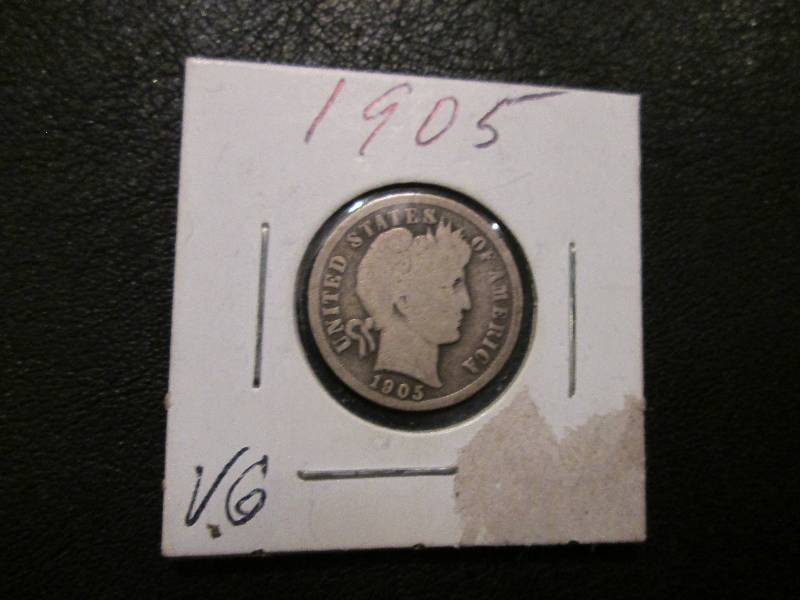 1905
UNITED STATES OF AMERICA
1905
VG